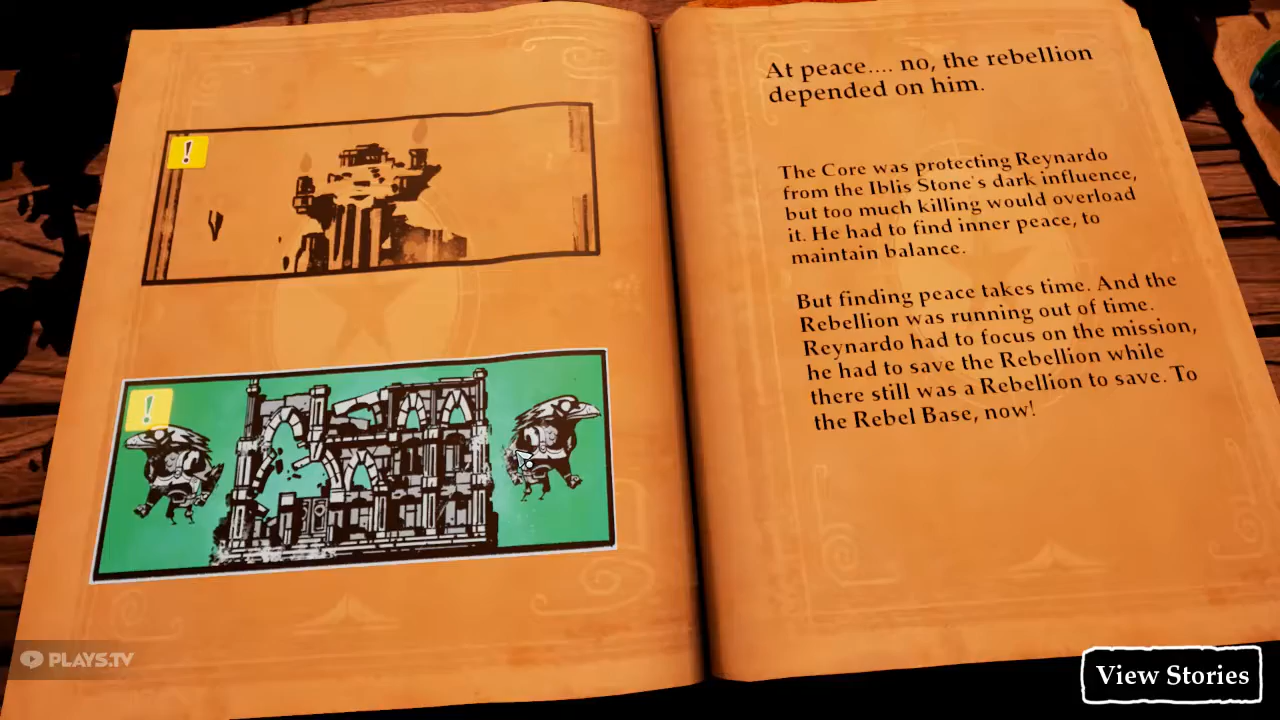 !
!
At peace.... no, the rebellion
depended on him.
The Core was protecting Reynardo
from the Iblis Stone's dark influence,
but too much killing would overload
it. He had to find inner peace, to
maintain balance.
But finding peace takes time. And the
Rebellion was running out of time.
Reynardo had to focus on the mission,
he had to save the Rebellion while
there still was a Rebellion to save. To
the Rebel Base, now!
PLAYS.TV
View Stories